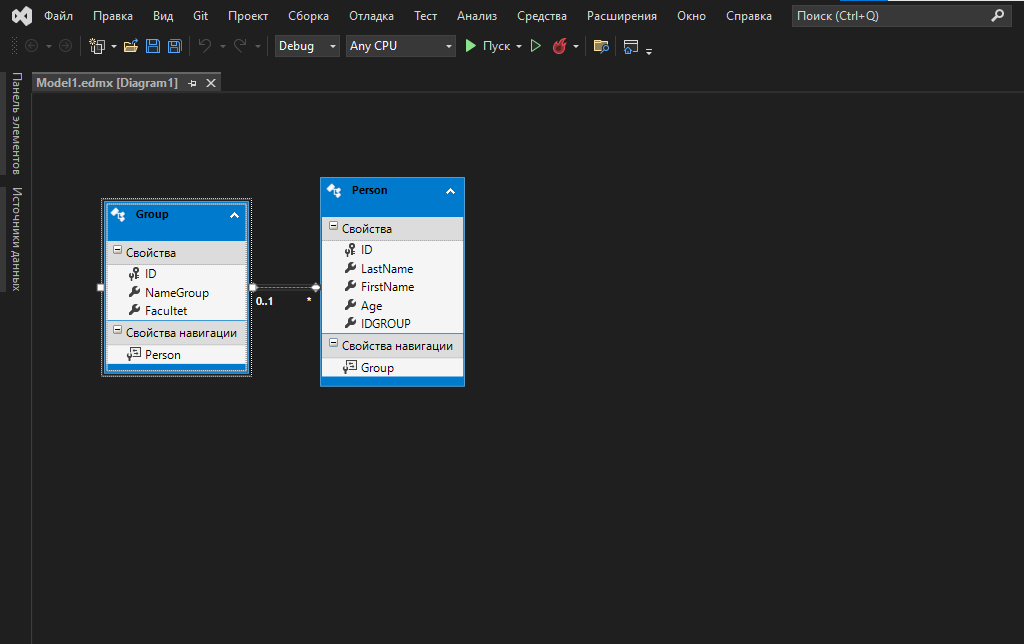 Файл Правка Вид Git Проект Сборка Отладка Тест Анализ Средства Расширения Окно Справка Поиск (Ctrl+Q)
Debug Any CPU Пуск
Model1.edmx [Diagram1]
Панель элементов
Источники данных
Group
Свойства
ID
NameGroup
Facultet
Свойства навигации
Person
0..1 *
Person
Свойства
ID
LastName
FirstName
Age
IDGROUP
Свойства навигации
Group